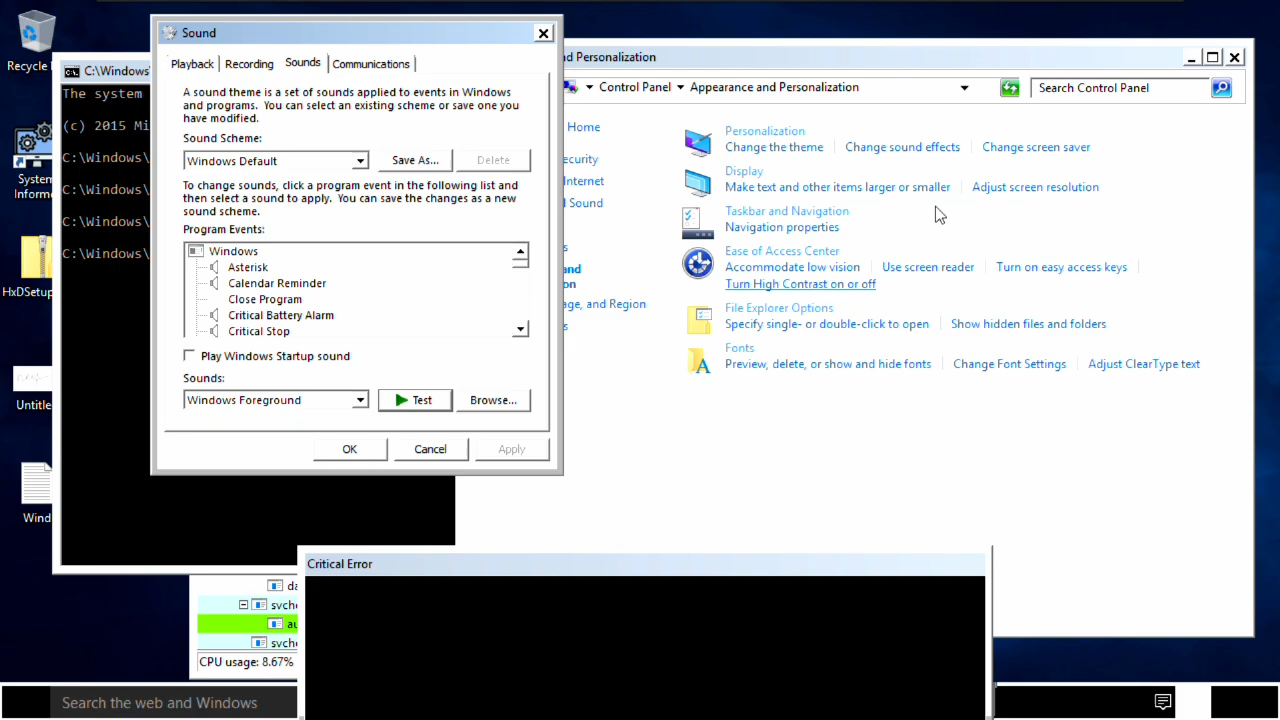 Recycle
System
Inform
HxDSetup
Untitle
Wind
C:\Windows\
The system
(c) 2015 Mi
C:\Windows\
C:\Windows\
C:\Windows\
C:\Windows\
Sound
Playback Recording Sounds Communications
A sound theme is a set of sounds applied to events in Windows
and programs. You can select an existing scheme or save one you
have modified.
Sound Scheme:
Windows Default Save As... Delete
To change sounds, click a program event in the following list and
then select a sound to apply. You can save the changes as a new
sound scheme.
Program Events:
Windows
Asterisk
Calendar Reminder
Close Program
Critical Battery Alarm
Critical Stop
Play Windows Startup sound
Sounds:
Windows Foreground Test Browse...
OK Cancel Apply
d Personalization
Control Panel Appearance and Personalization Search Control Panel
Home
ecurity
Internet
d Sound
s
and
on
age, and Region
s
Personalization
Change the theme Change sound effects Change screen saver
Display
Make text and other items larger or smaller Adjust screen resolution
Taskbar and Navigation
Navigation properties
Ease of Access Center
Accommodate low vision Use screen reader Turn on easy access keys
Turn High Contrast on or off
File Explorer Options
Specify single- or double-click to open Show hidden files and folders
Fonts
Preview, delete, or show and hide fonts Change Font Settings Adjust ClearType text
Critical Error
da
svch
au
svch
CPU usage: 8.67%
Search the web and Windows